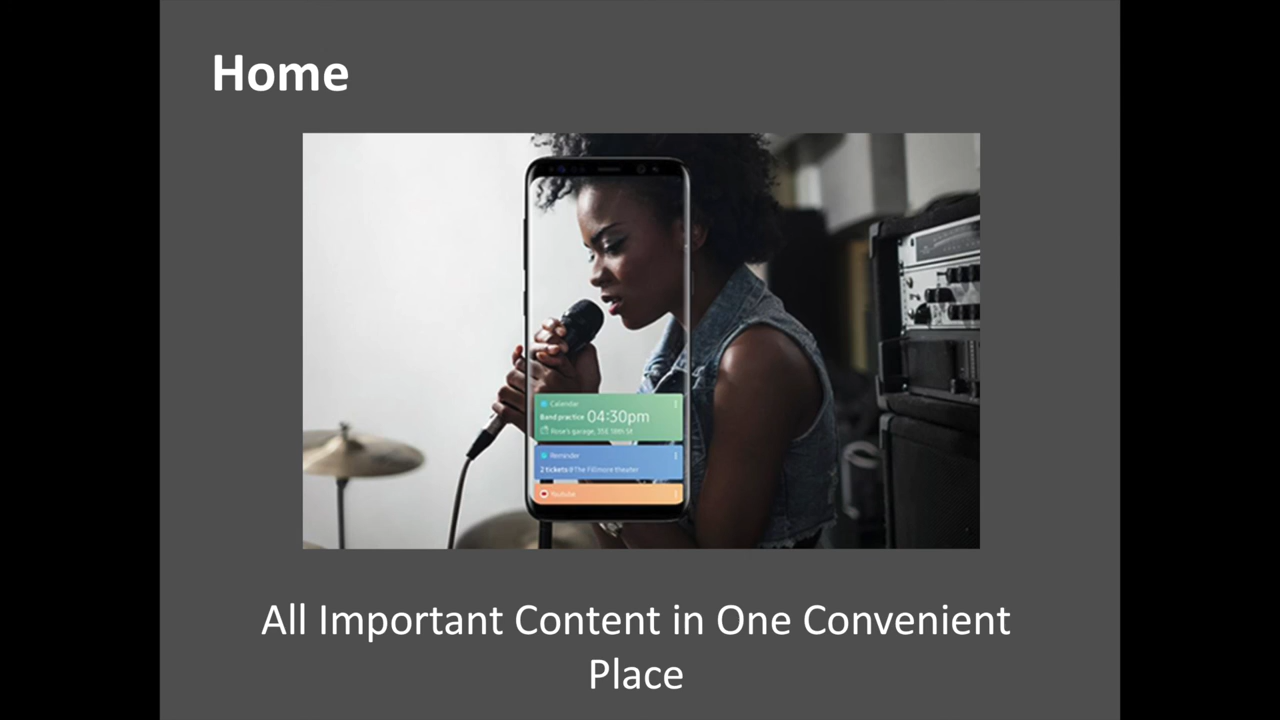 Home
Calendar
Band practice 04:30pm
Rose's garage, 35E 18th St
Reminder
2 tickets@The Fillmore theater
Youtube
All Important Content in One Convenient
Place